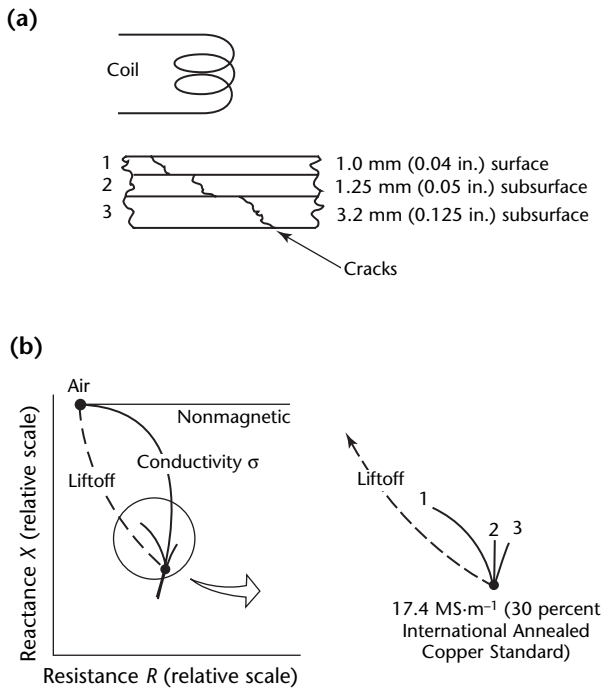 (a)
Coil
1
1.0 mm (0.04 in.) surface
2
1.25 mm (0.05 in.) subsurface
3
3.2 mm (0.125 in.) subsurface
Cracks
(b)
Reactance X (relative scale)
Air
Nonmagnetic
Conductivity σ
Liftoff
Resistance R (relative scale)
Liftoff
1
2
3
17.4 MS·m⁻¹ (30 percent
International Annealed
Copper Standard)